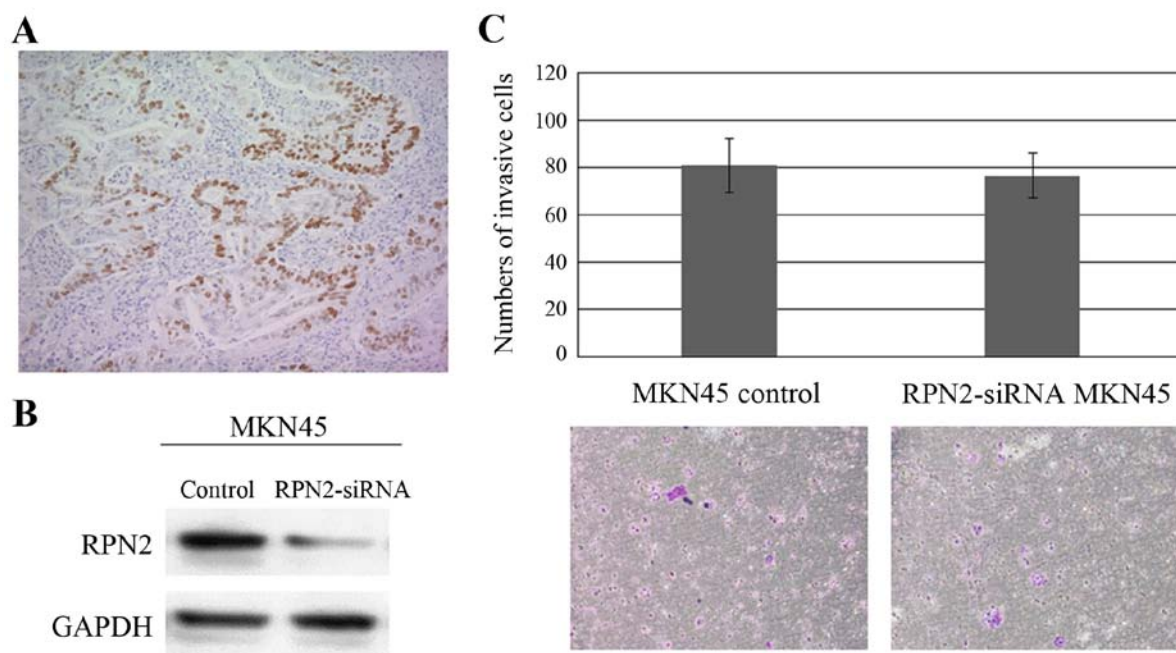 A
B
MKN45
Control RPN2-siRNA
RPN2
GAPDH
C
Numbers of invasive cells
120
100
80
60
40
20
0
MKN45 control RPN2-siRNA MKN45